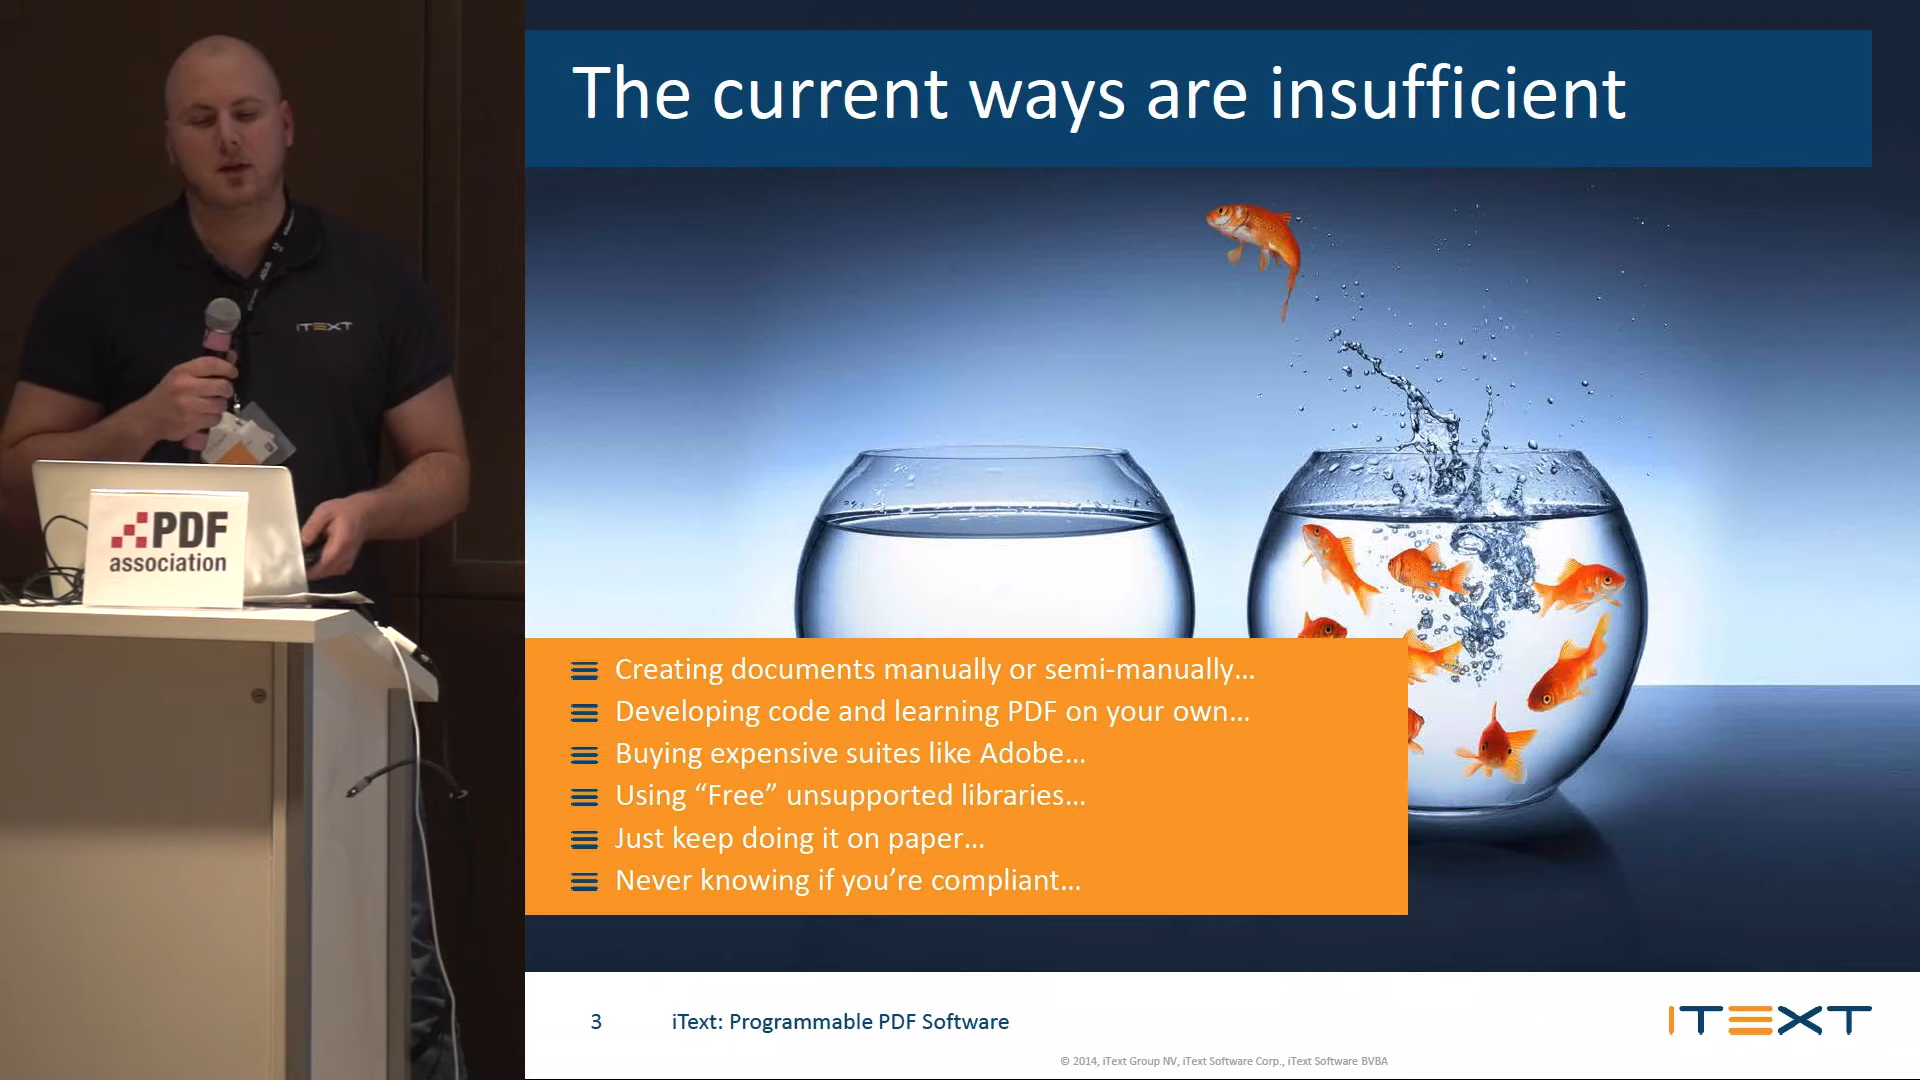 The current ways are insufficient
iTEXT
PDF
association
Creating documents manually or semi-manually…
Developing code and learning PDF on your own…
Buying expensive suites like Adobe…
Using “Free” unsupported libraries…
Just keep doing it on paper…
Never knowing if you’re compliant…
3
iText: Programmable PDF Software
iTEXT
© 2014, iText Group NV, iText Software Corp., iText Software BVBA